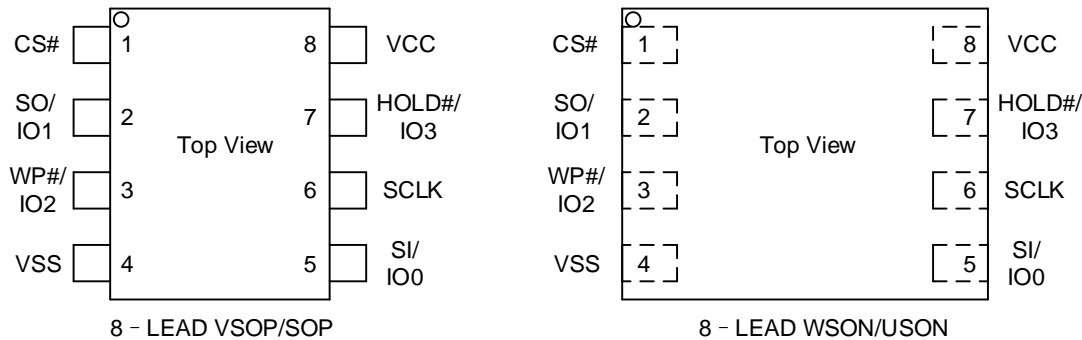 CS# 1 8 VCC
SO/
IO1
2 7
HOLD#/
IO3
Top View
WP#/
IO2
3 6 SCLK
VSS 4 5
SI/
IO0
8 – LEAD VSOP/SOP
CS# 1 8 VCC
SO/
IO1
2 7
HOLD#/
IO3
Top View
WP#/
IO2
3 6 SCLK
VSS 4 5
SI/
IO0
8 – LEAD WSON/USON